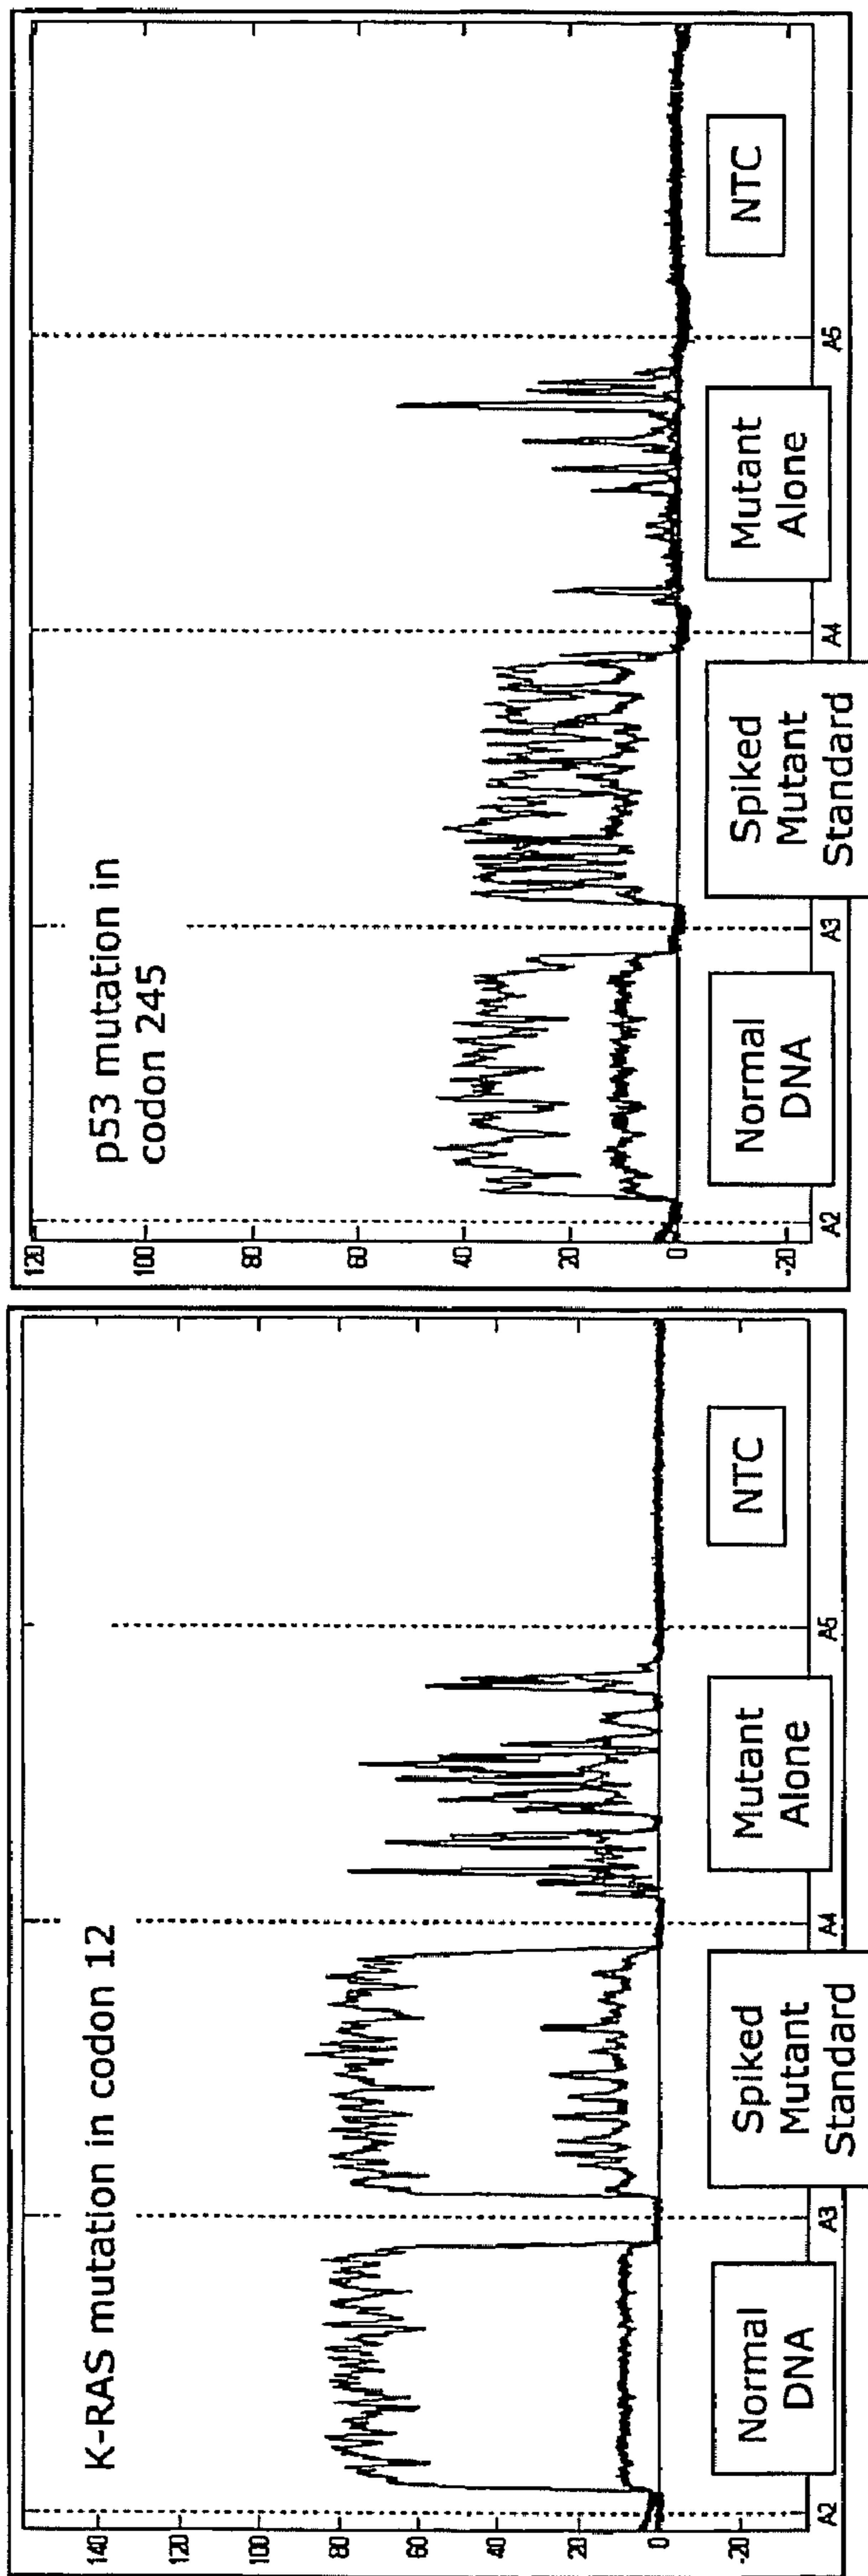 K-RAS mutation in codon 12
140
120
100
80
60
40
20
0
-20
A2
A3
A4
A5
Normal
DNA
Spiked
Mutant
Standard
Mutant
Alone
NTC
p53 mutation in
codon 245
120
100
80
60
40
20
0
-20
A2
A3
A4
A5
Normal
DNA
Spiked
Mutant
Standard
Mutant
Alone
NTC